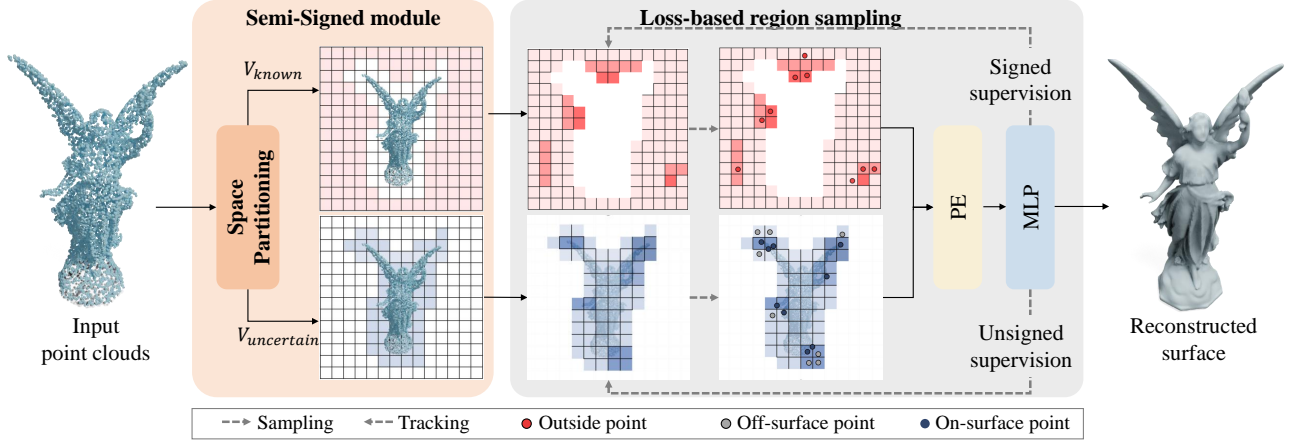 Semi-Signed module
Loss-based region sampling
V_known
Space
Partitioning
V_uncertain
Signed
supervision
PE
MLP
Unsigned
supervision
Input
point clouds
Reconstructed
surface
Sampling
Tracking
Outside point
Off-surface point
On-surface point